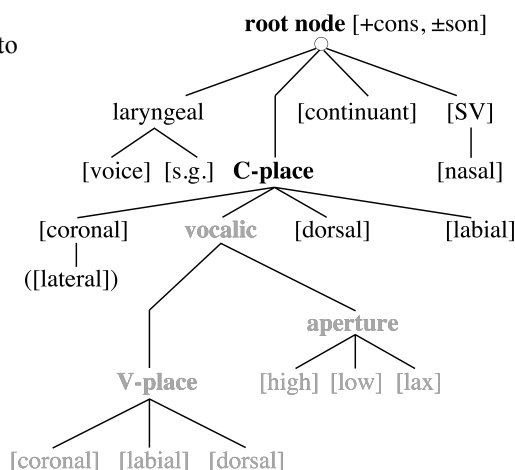 root node [+cons, ±son]
to
laryngeal [continuant] [SV]
[voice] [s.g.] C-place [nasal]
[coronal] vocalic [dorsal] [labial]
([lateral])
aperture
V-place [high] [low] [lax]
[coronal] [labial] [dorsal]